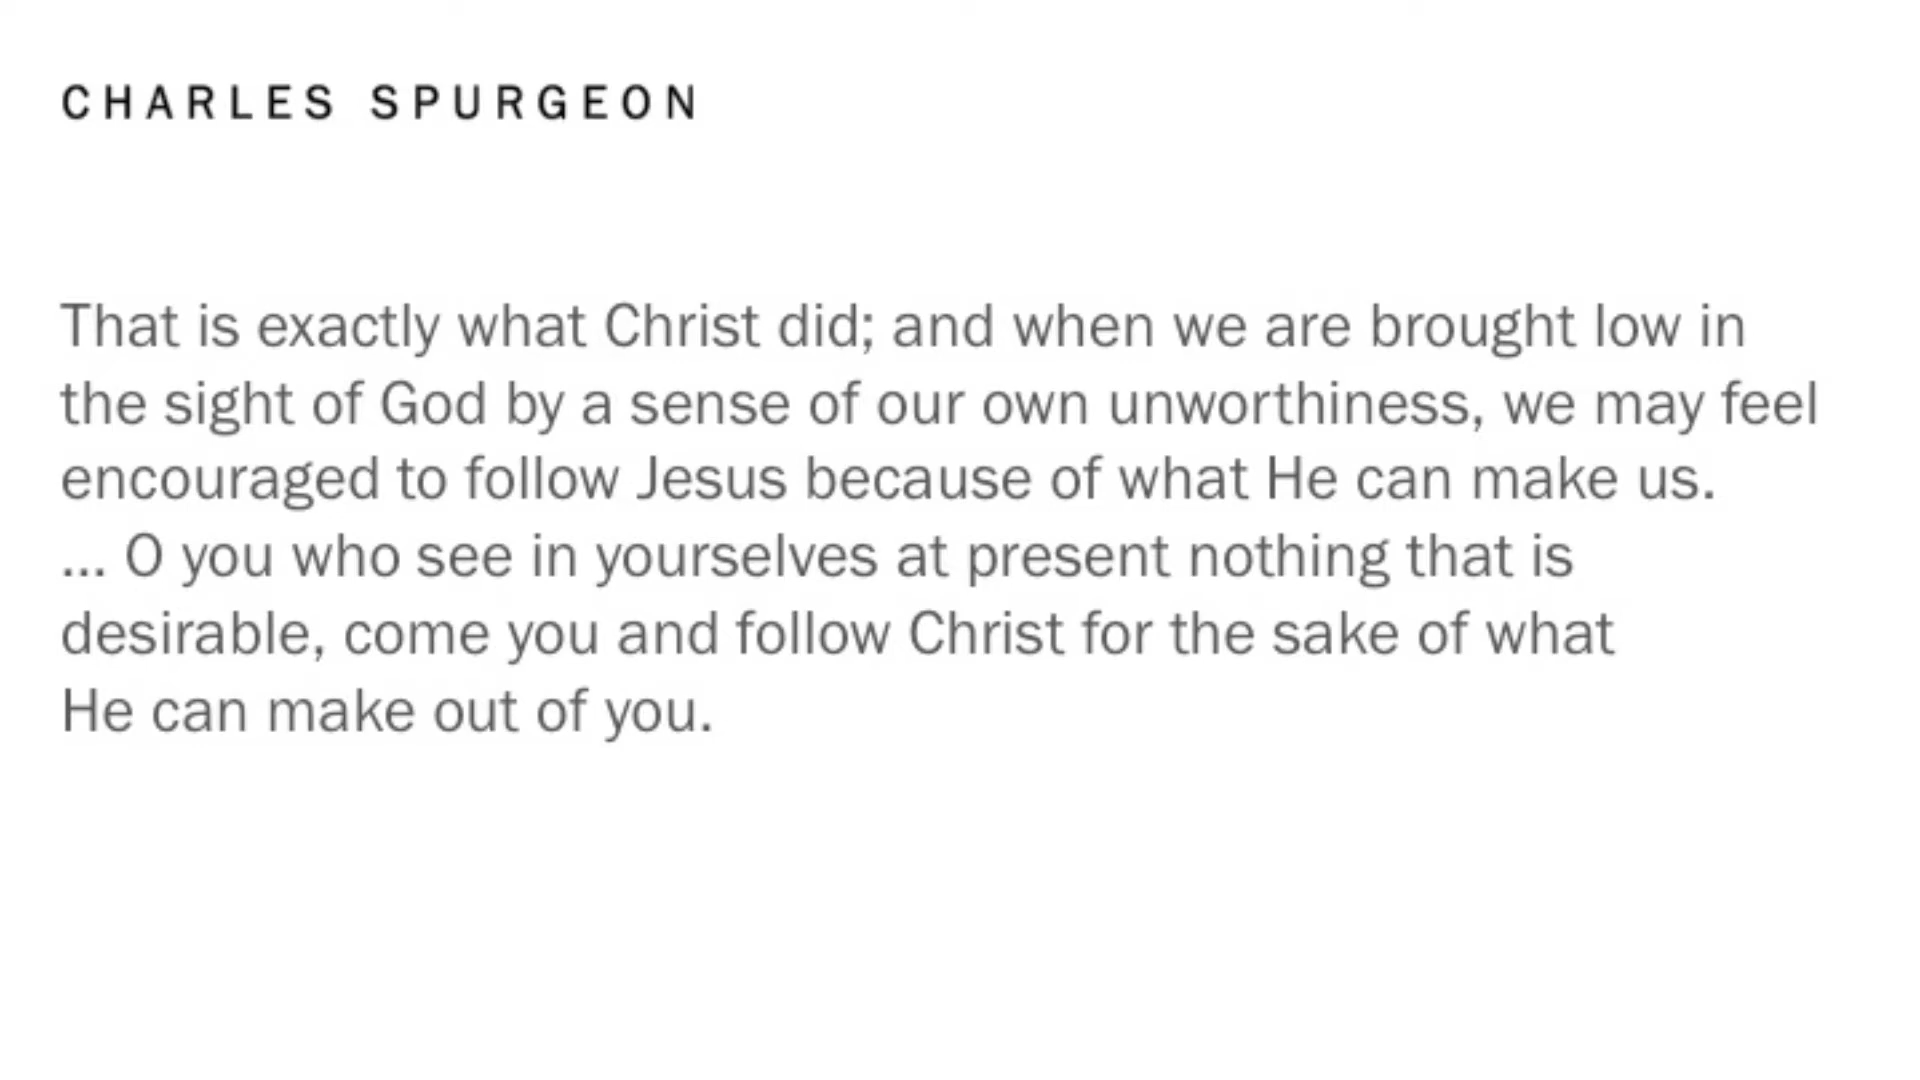 CHARLES SPURGEON
That is exactly what Christ did; and when we are brought low in
the sight of God by a sense of our own unworthiness, we may feel
encouraged to follow Jesus because of what He can make us.
... O you who see in yourselves at present nothing that is
desirable, come you and follow Christ for the sake of what
He can make out of you.